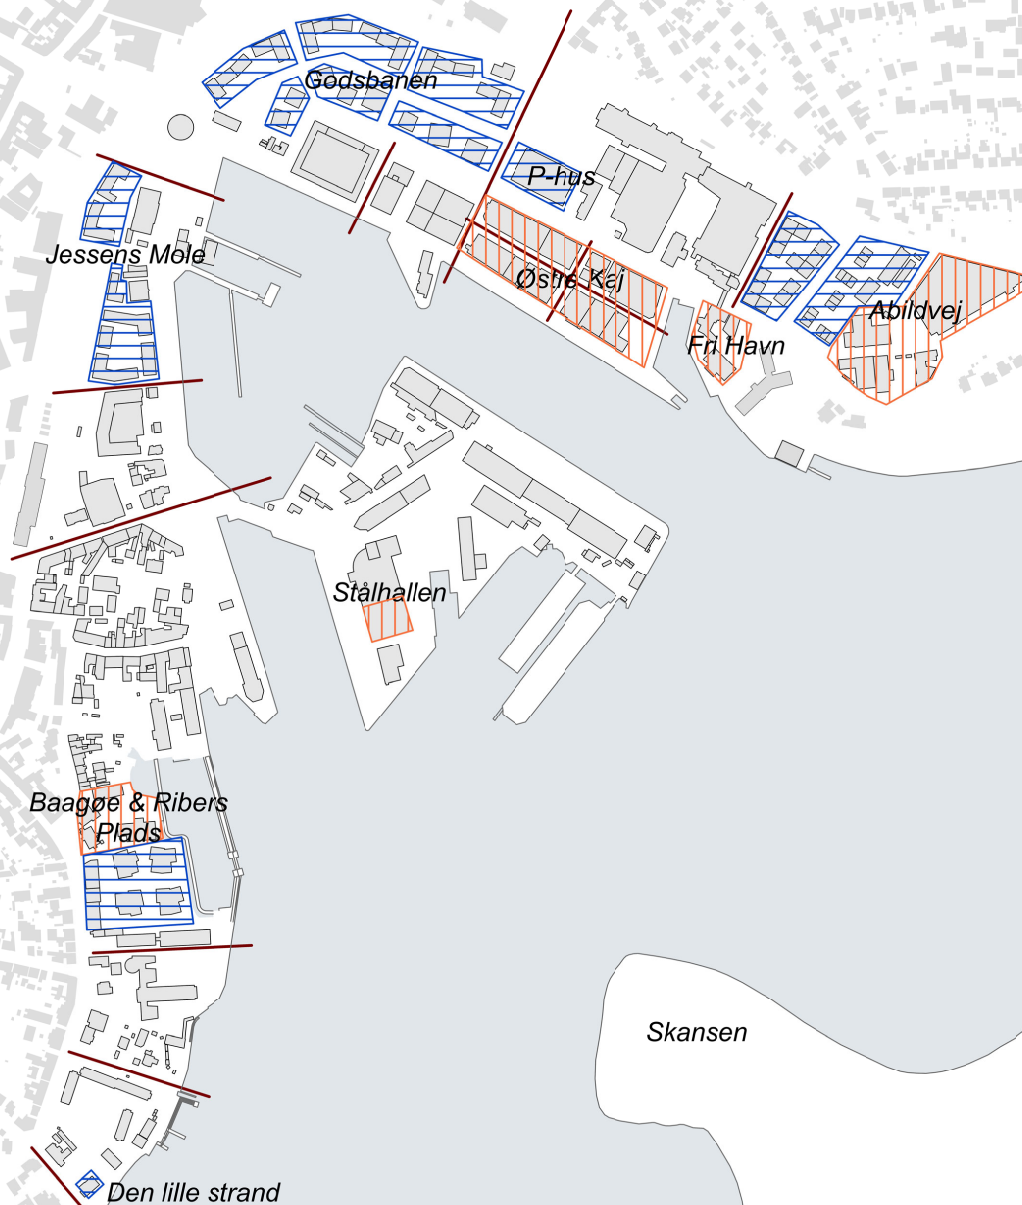 Godsbanen
P-hus
Jessens Mole
Østre Kaj
Abildvej
Fri Havn
Stålhallen
Baagøe & Ribers
Plads
Skansen
Den lille strand